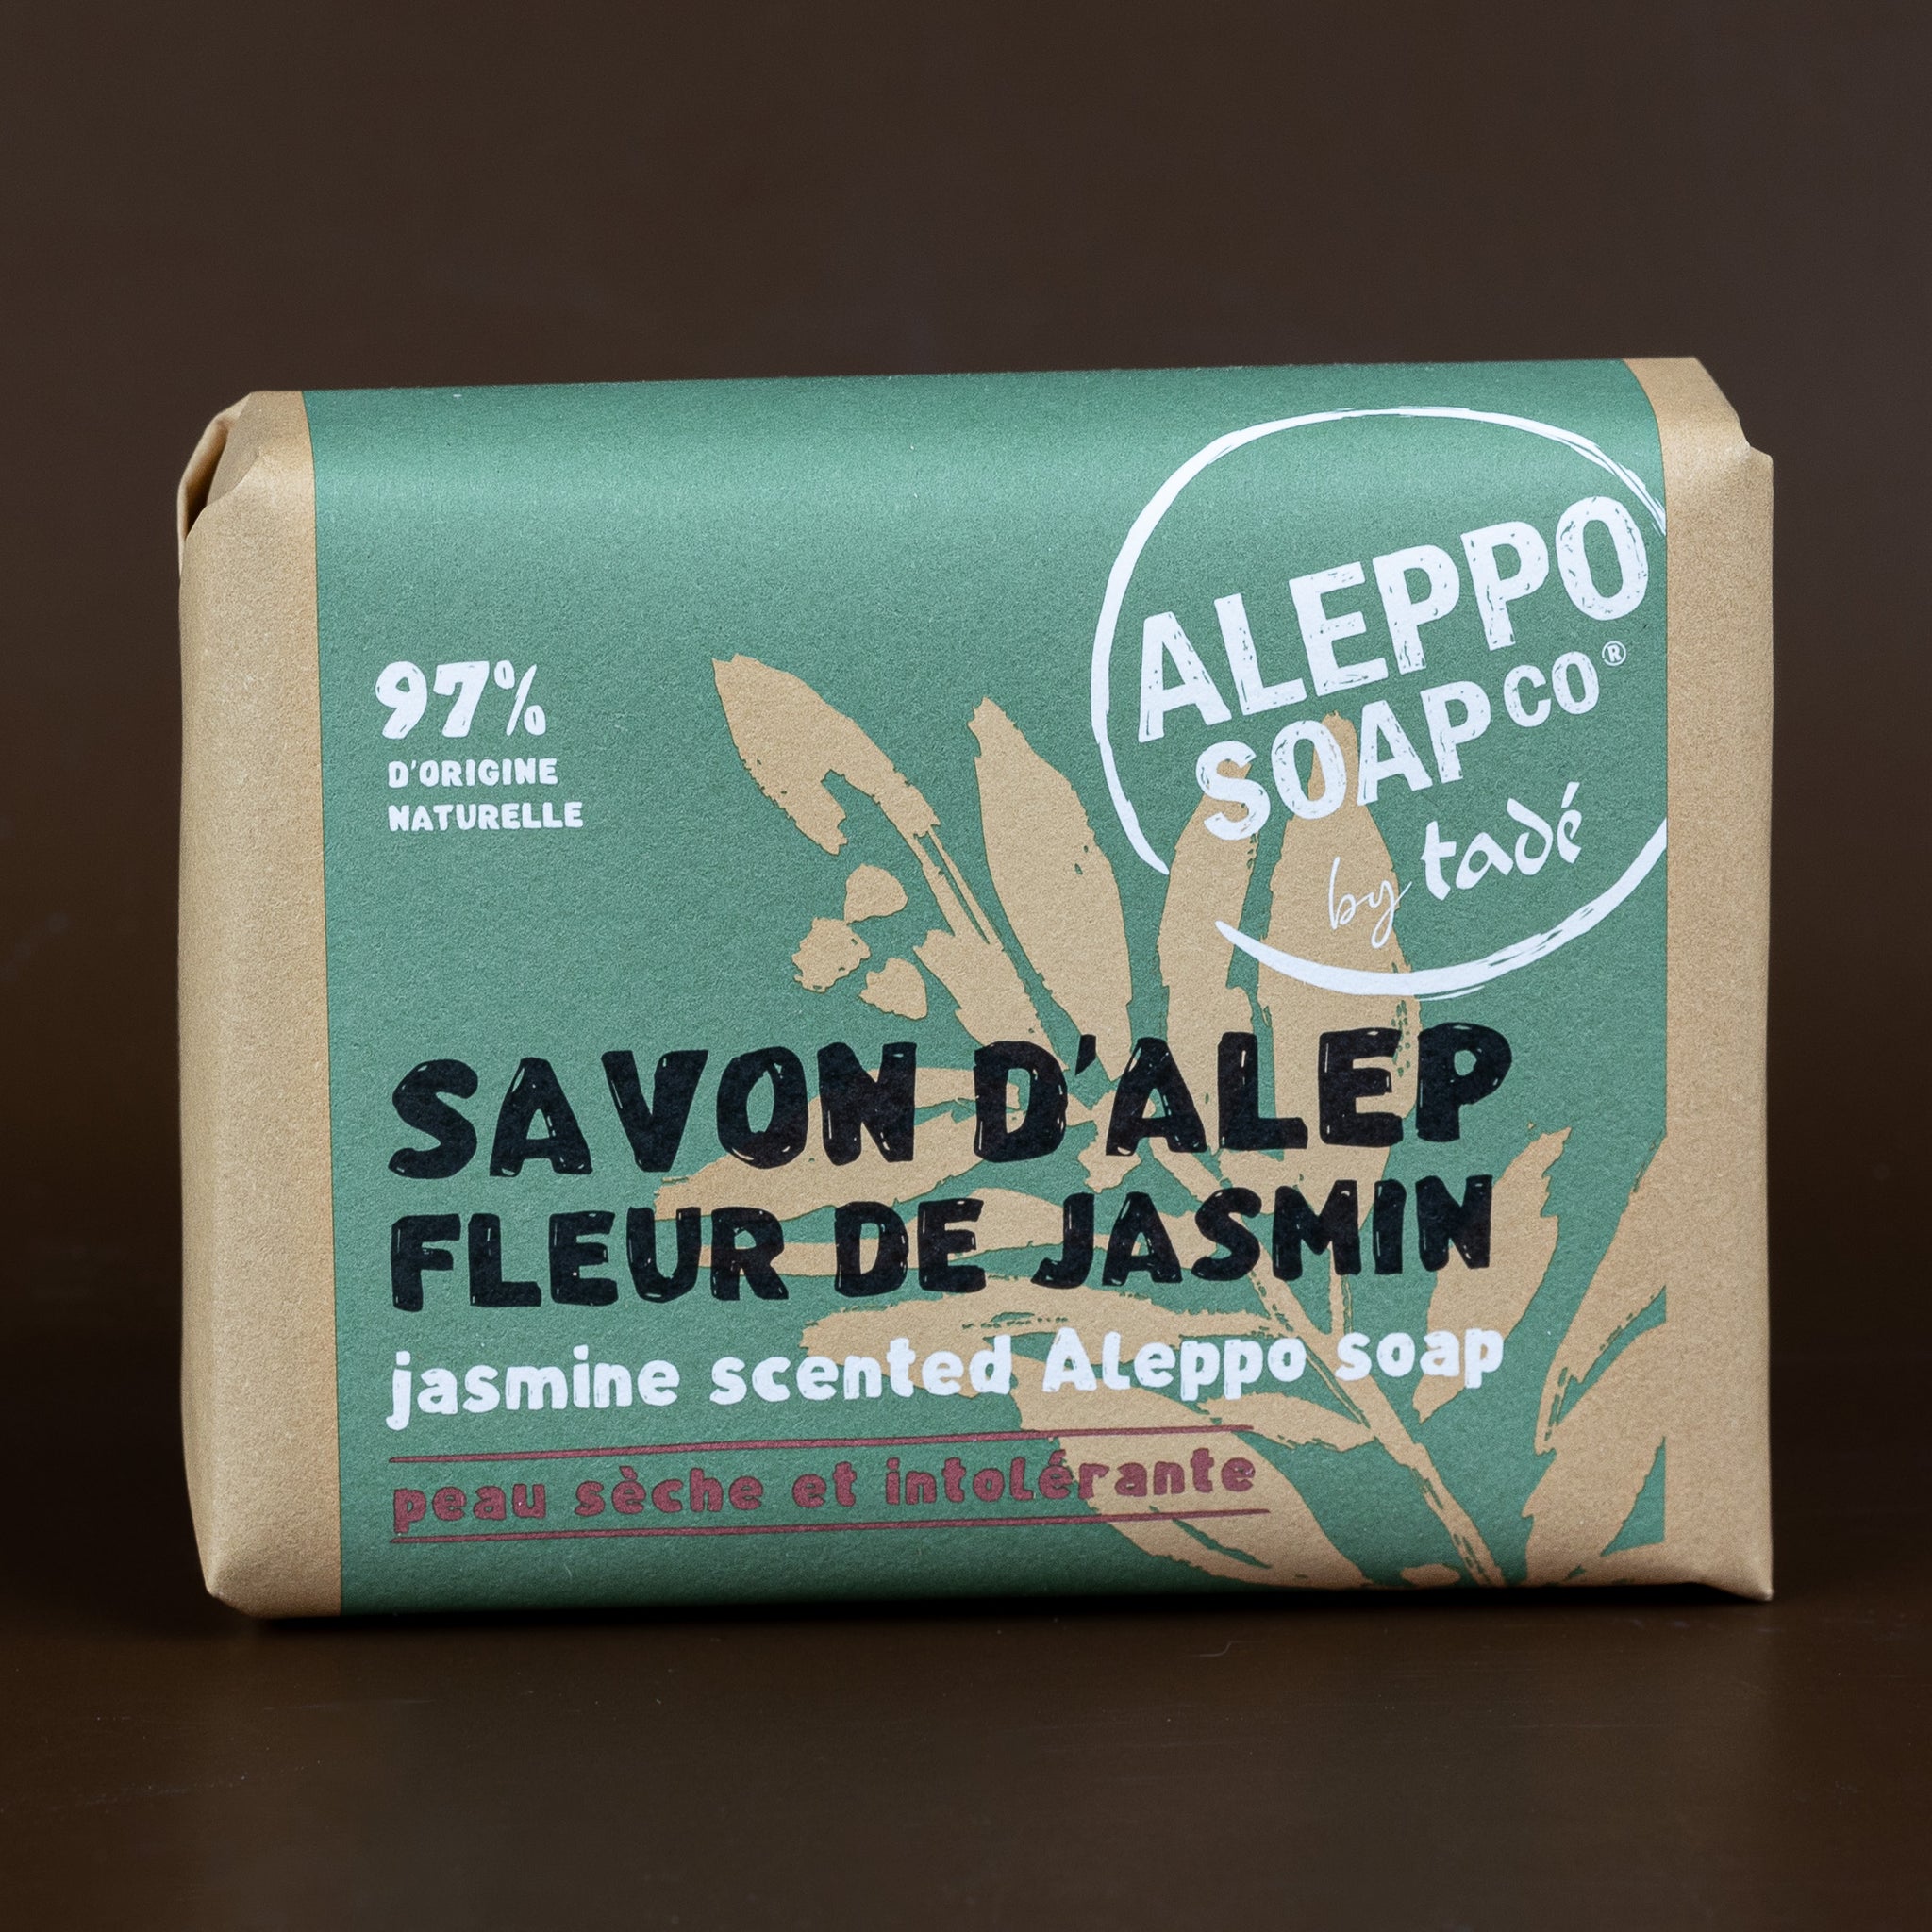 ALEPPO
SOAP CO®
by tadé
97%
D'ORIGINE
NATURELLE
SAVON D'ALEP
FLEUR DE JASMIN
jasmine scented Aleppo soap
peau sèche et intolérante